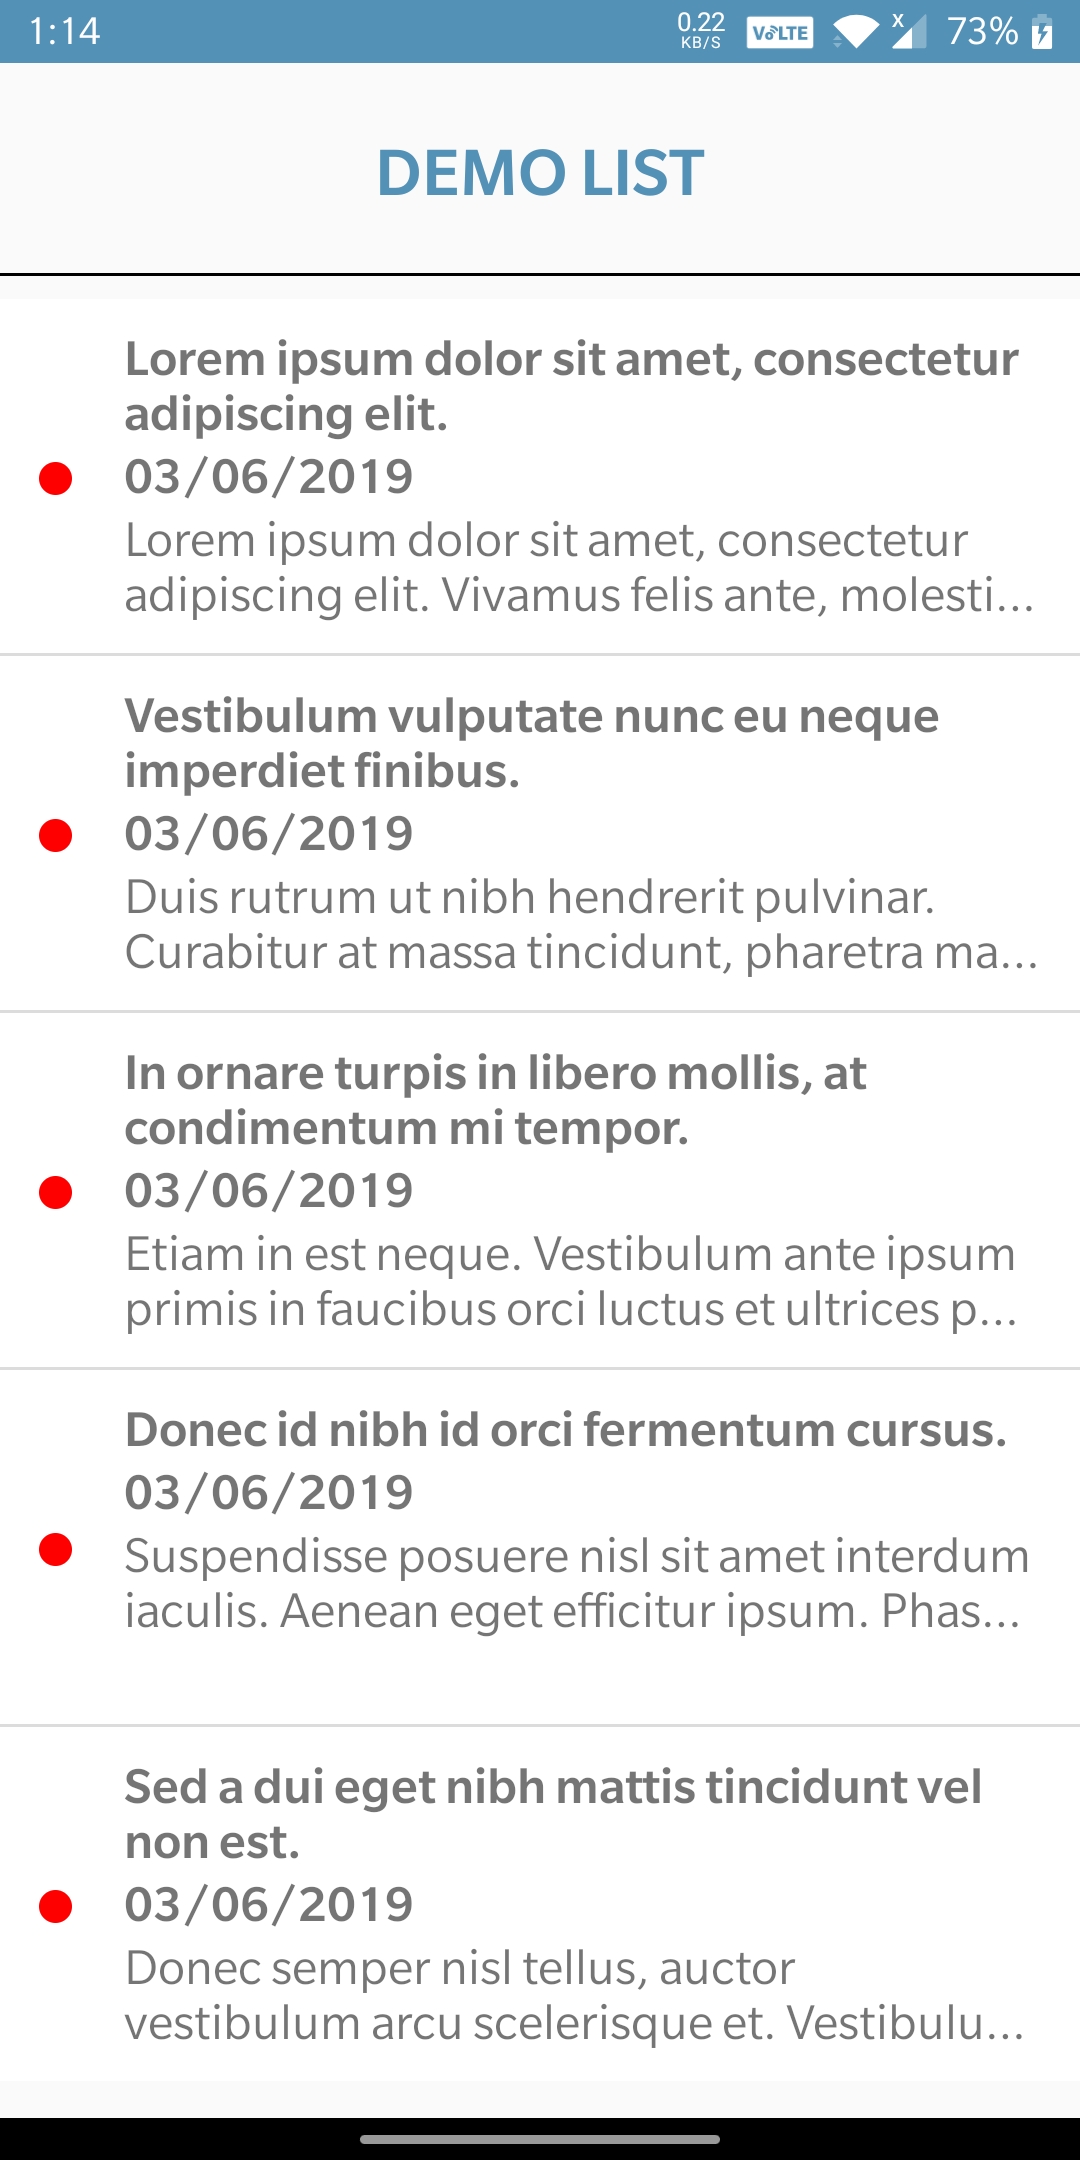 1:14
0.22
KB/S
VoLTE
X
73%
DEMO LIST
Lorem ipsum dolor sit amet, consectetur
adipiscing elit.
03/06/2019
Lorem ipsum dolor sit amet, consectetur
adipiscing elit. Vivamus felis ante, molesti...
Vestibulum vulputate nunc eu neque
imperdiet finibus.
03/06/2019
Duis rutrum ut nibh hendrerit pulvinar.
Curabitur at massa tincidunt, pharetra ma...
In ornare turpis in libero mollis, at
condimentum mi tempor.
03/06/2019
Etiam in est neque. Vestibulum ante ipsum
primis in faucibus orci luctus et ultrices p...
Donec id nibh id orci fermentum cursus.
03/06/2019
Suspendisse posuere nisl sit amet interdum
iaculis. Aenean eget efficitur ipsum. Phas...
Sed a dui eget nibh mattis tincidunt vel
non est.
03/06/2019
Donec semper nisl tellus, auctor
vestibulum arcu scelerisque et. Vestibulu...